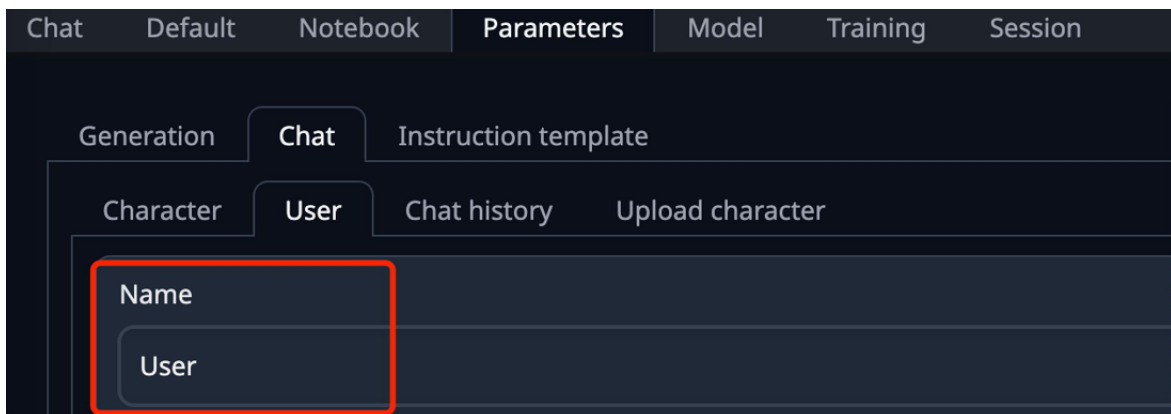 Chat Default Notebook Parameters Model Training Session
Generation Chat Instruction template
Character User Chat history Upload character
Name
User